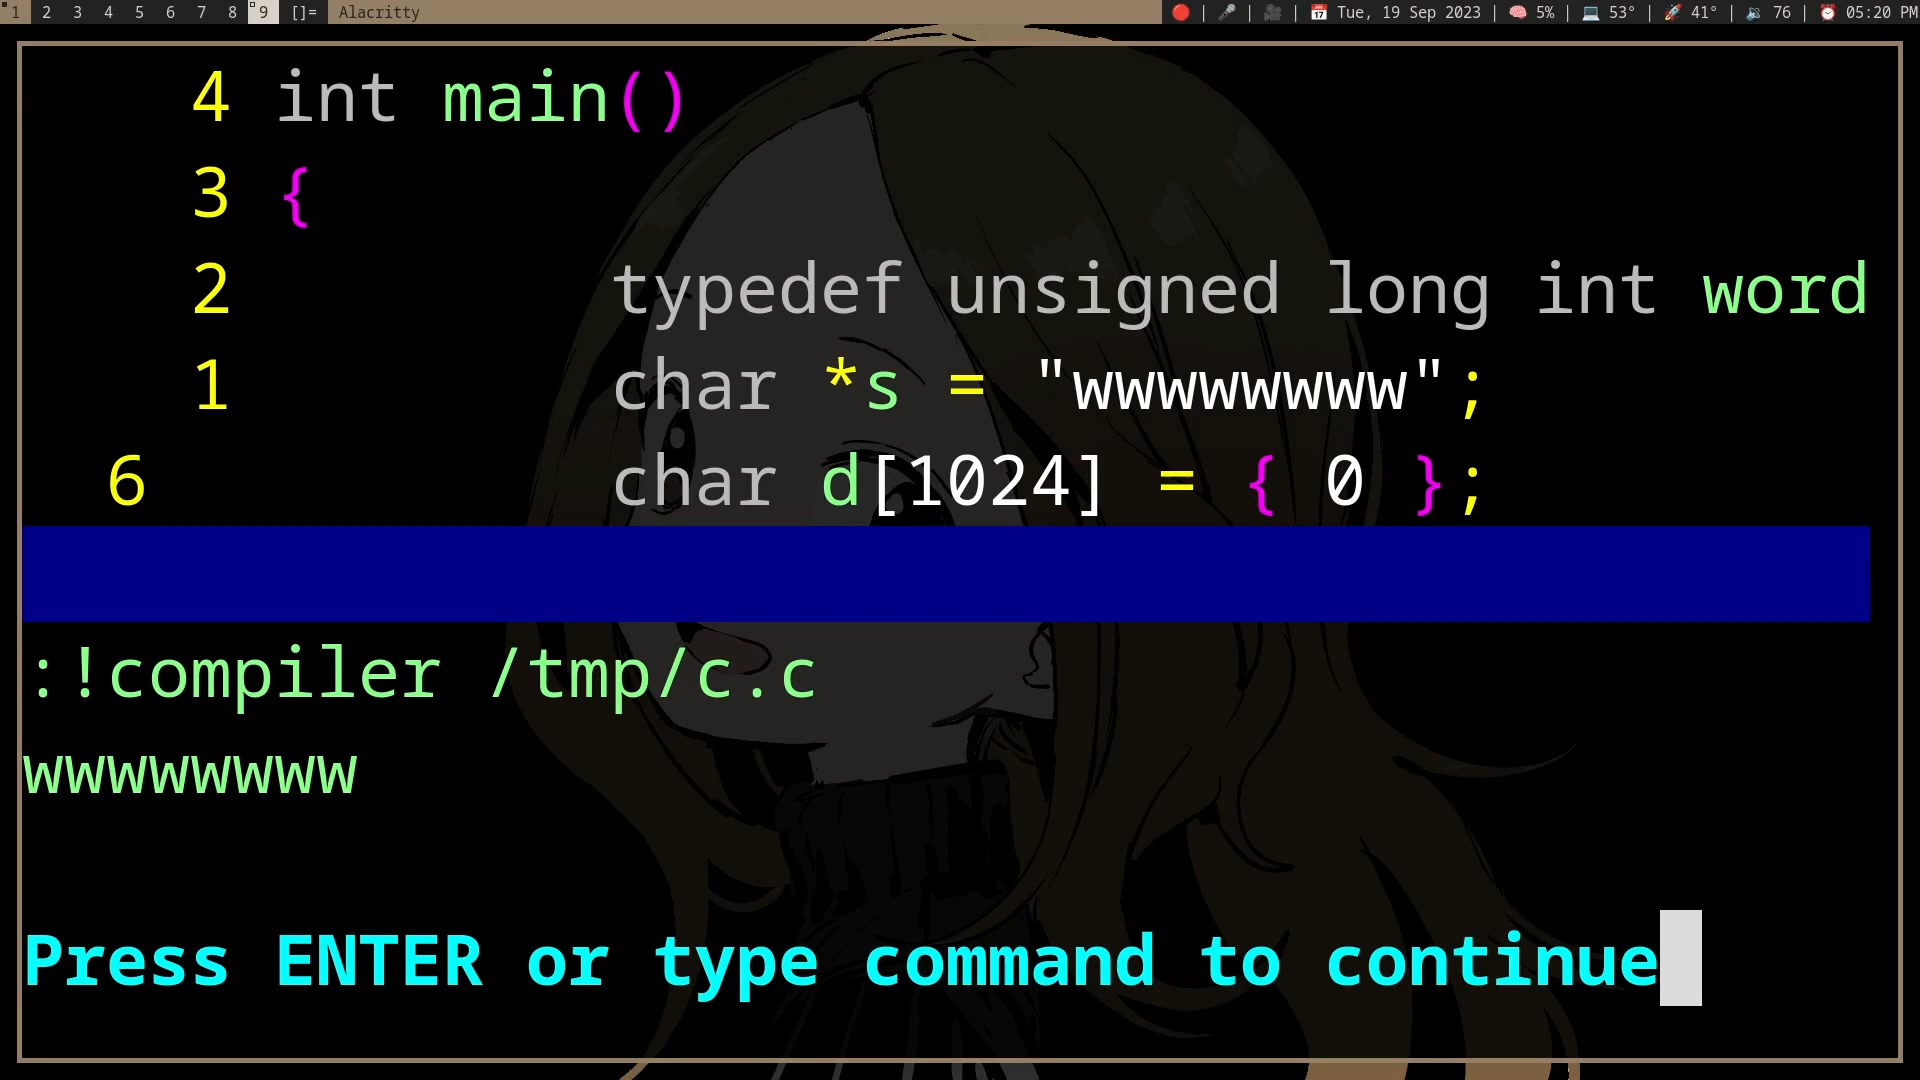 1 2 3 4 5 6 7 8 9 []= Alacritty | | | Tue, 19 Sep 2023 | 5% | 53° | 41° | 76 | 05:20 PM
4 int main()
3 {
2 typedef unsigned long int word
1 char *s = "wwwwwwww";
6 char d[1024] = { 0 };
:!compiler /tmp/c.c
wwwwwwww
Press ENTER or type command to continue